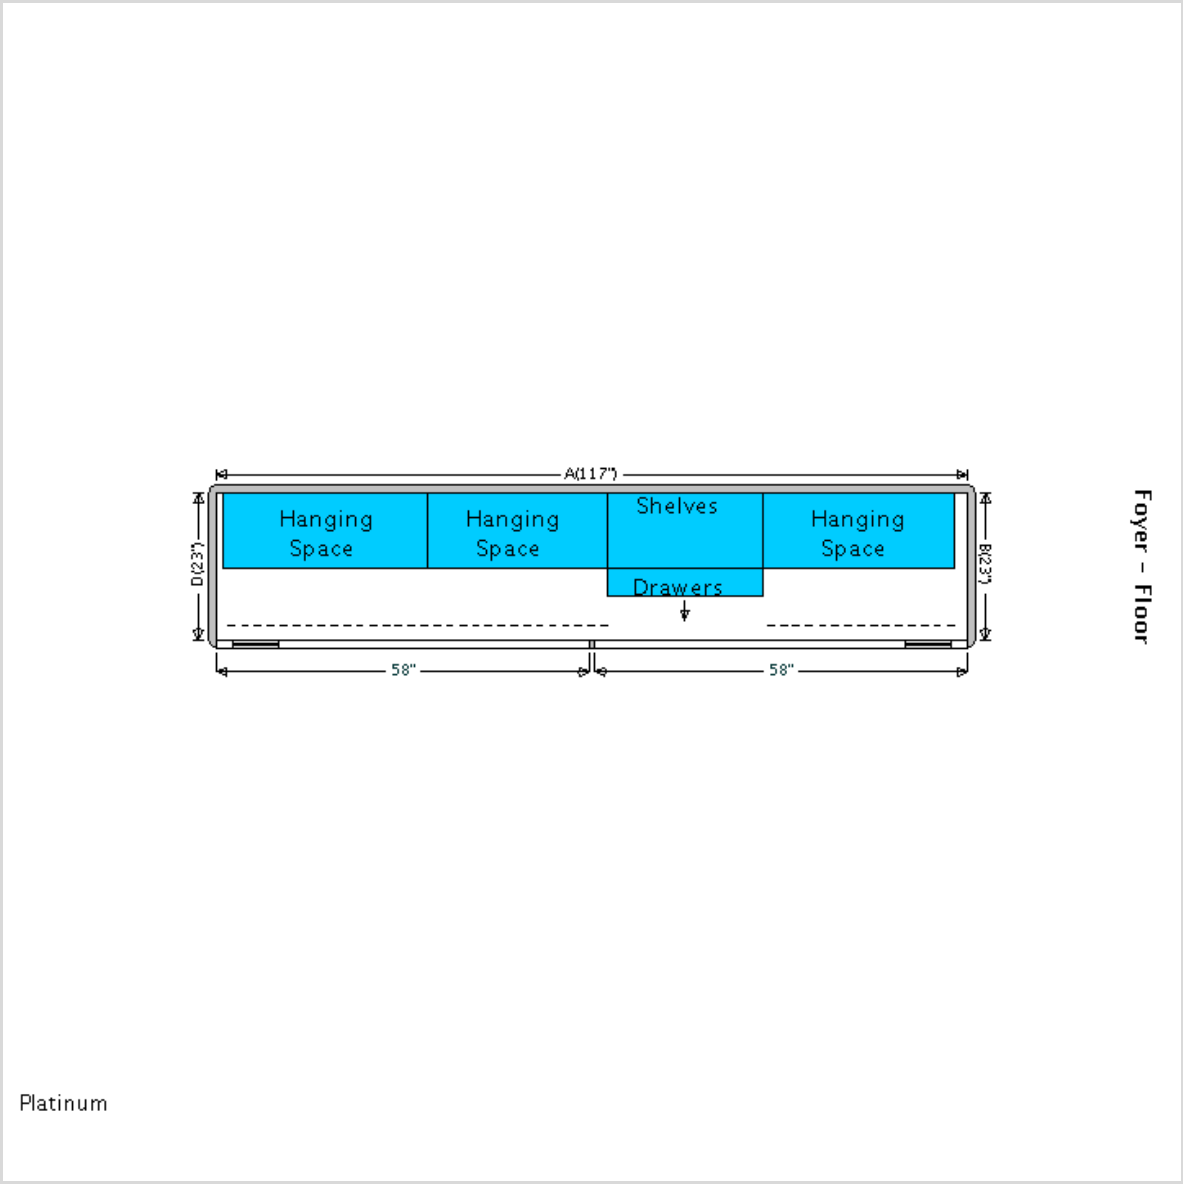 A(117")
Hanging
Space
Hanging
Space
Shelves
Hanging
Space
Drawers
D(23")
B(23")
58"
58"
Foyer - Floor
Platinum